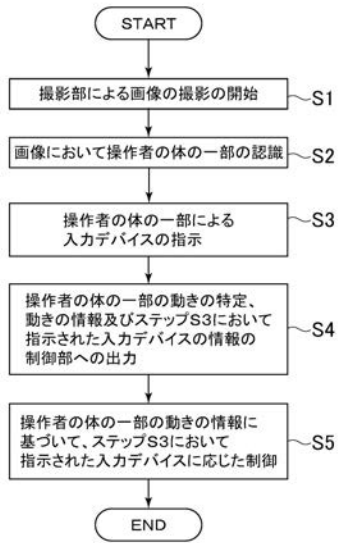 START
撮影部による画像の撮影の開始
S1
画像において操作者の体の一部の認識
S2
操作者の体の一部による
入力デバイスの指示
S3
操作者の体の一部の動きの特定、
動きの情報及びステップS3において
指示された入力デバイスの情報の
制御部への出力
S4
操作者の体の一部の動きの情報に
基づいて、ステップS3において
指示された入力デバイスに応じた制御
S5
END